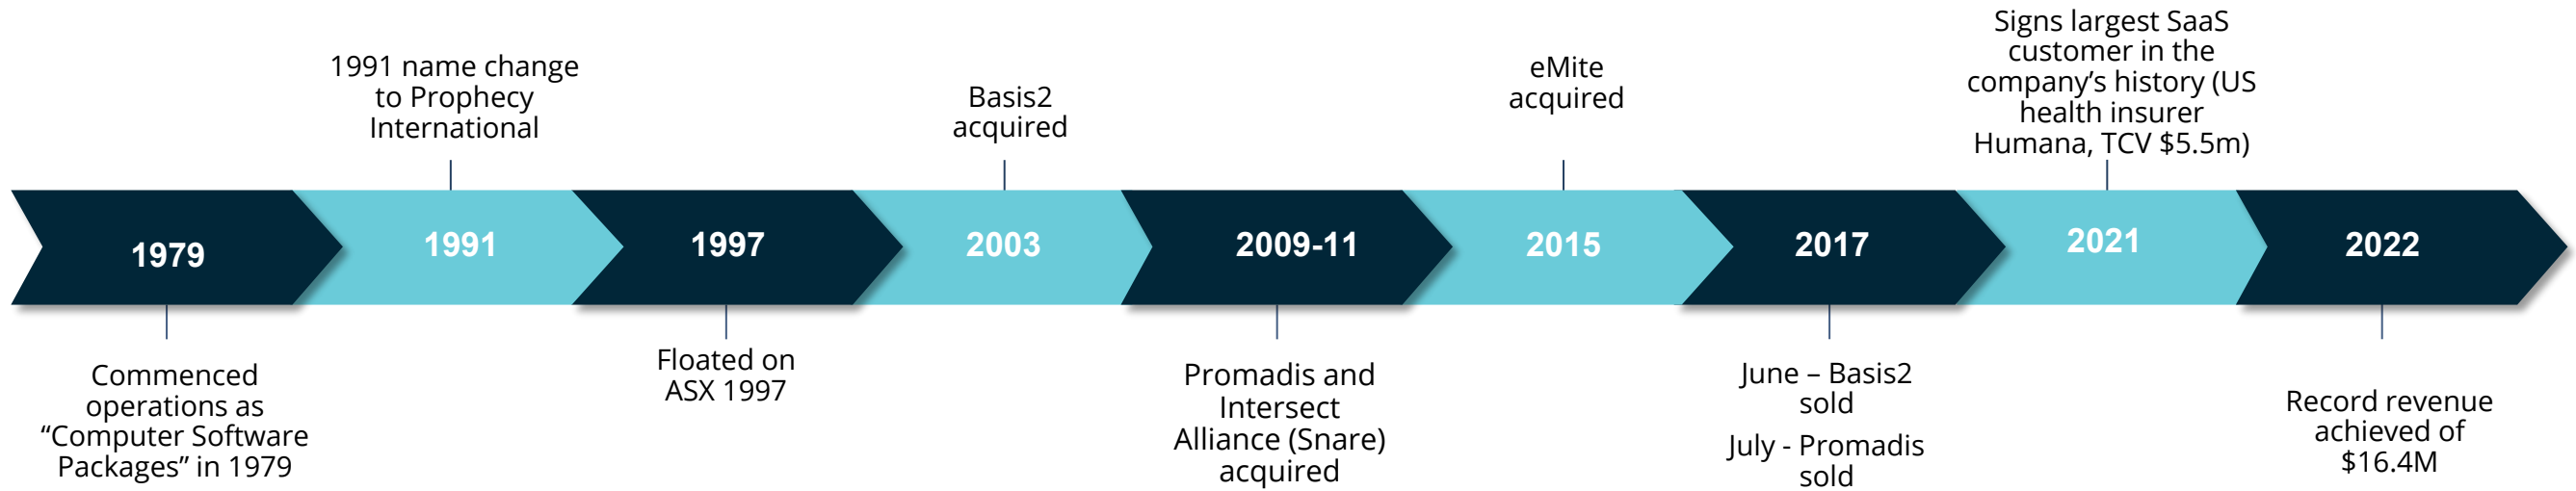 Signs largest SaaS
customer in the
company’s history (US
health insurer
Humana, TCV $5.5m)
1991 name change
to Prophecy
International
Basis2
acquired
eMite
acquired
1979
1991
1997
2003
2009-11
2015
2017
2021
2022
Commenced
operations as
“Computer Software
Packages” in 1979
Floated on
ASX 1997
Promadis and
Intersect
Alliance (Snare)
acquired
June – Basis2
sold
July - Promadis
sold
Record revenue
achieved of
$16.4M